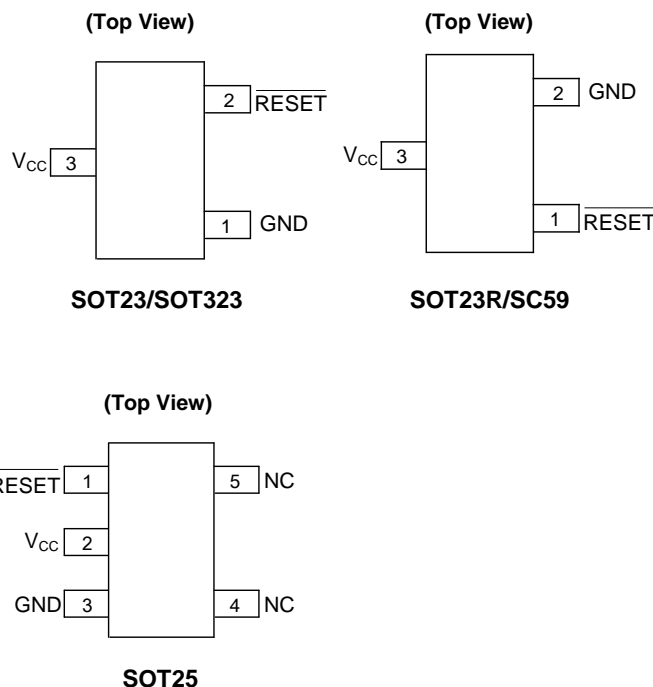 (Top View)
2 RESET
VCC 3
1 GND
SOT23/SOT323
(Top View)
2 GND
VCC 3
1 RESET
SOT23R/SC59
(Top View)
RESET 1
5 NC
VCC 2
GND 3
4 NC
SOT25